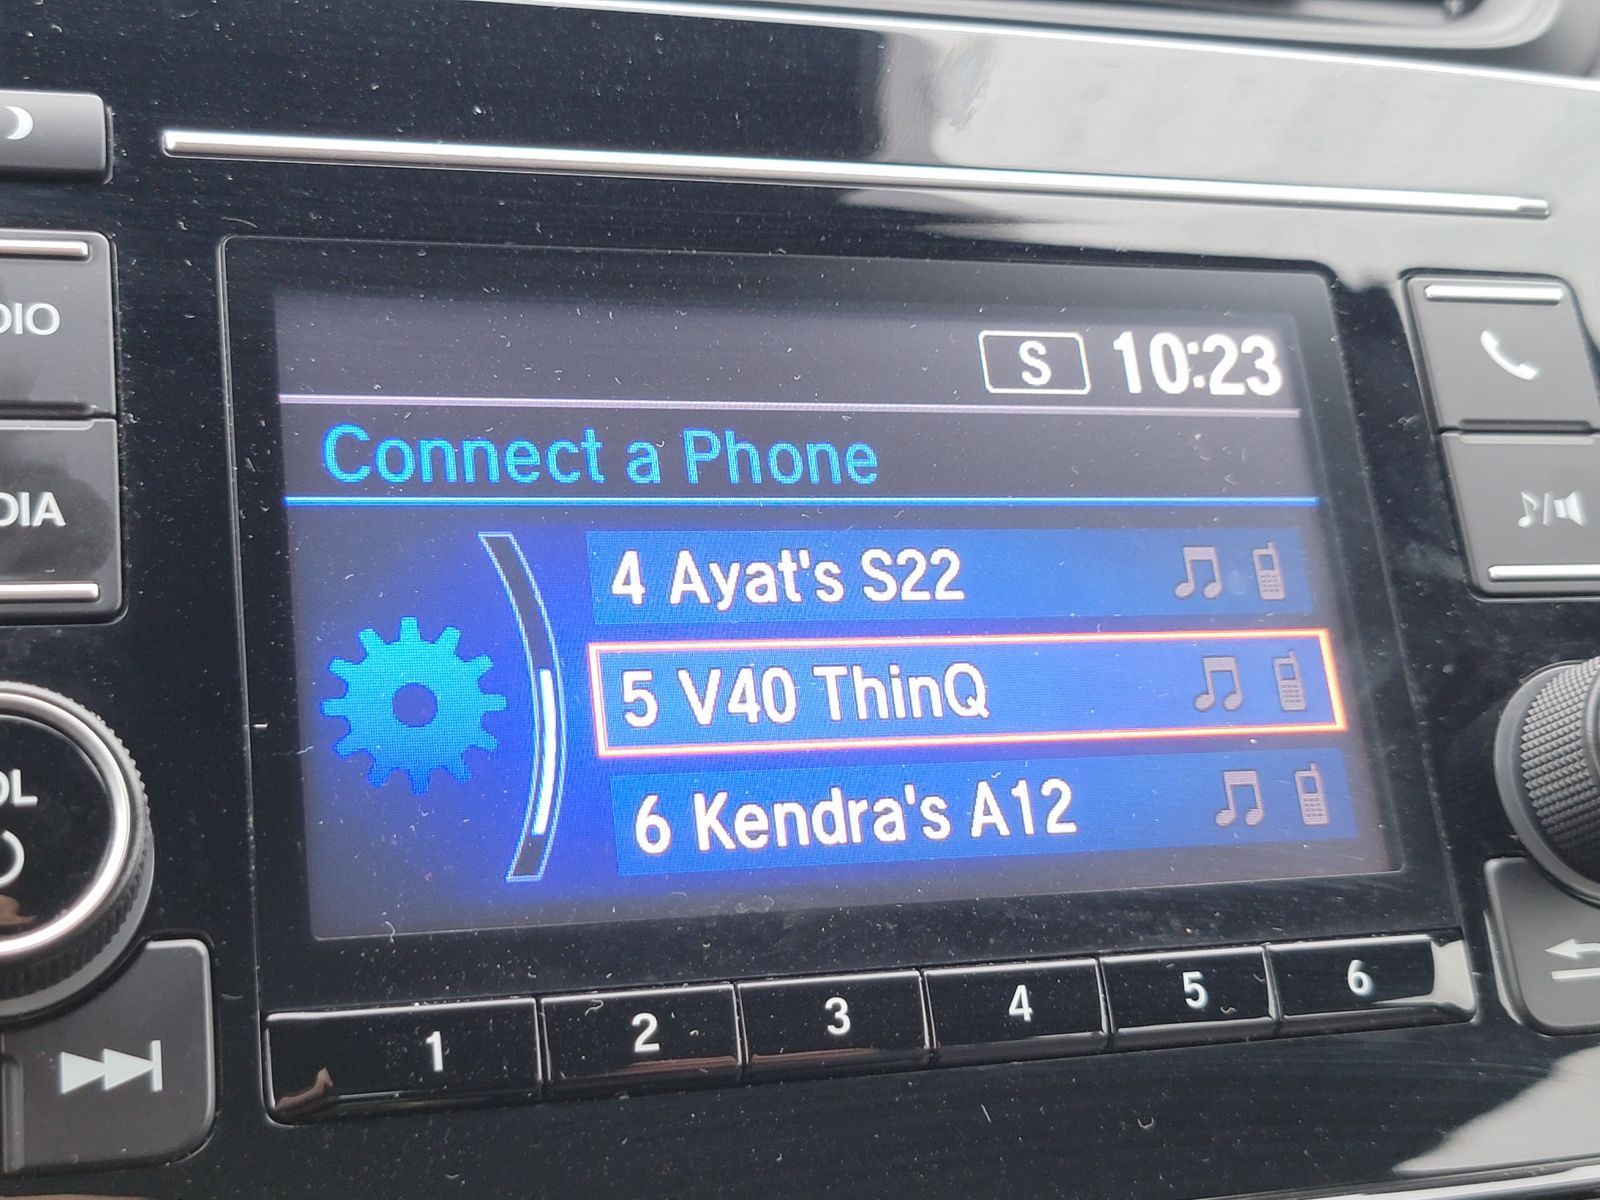 S 10:23
Connect a Phone
4 Ayat's S22
5 V40 ThinQ
6 Kendra's A12
DIO
DIA
OL
1 2 3 4 5 6